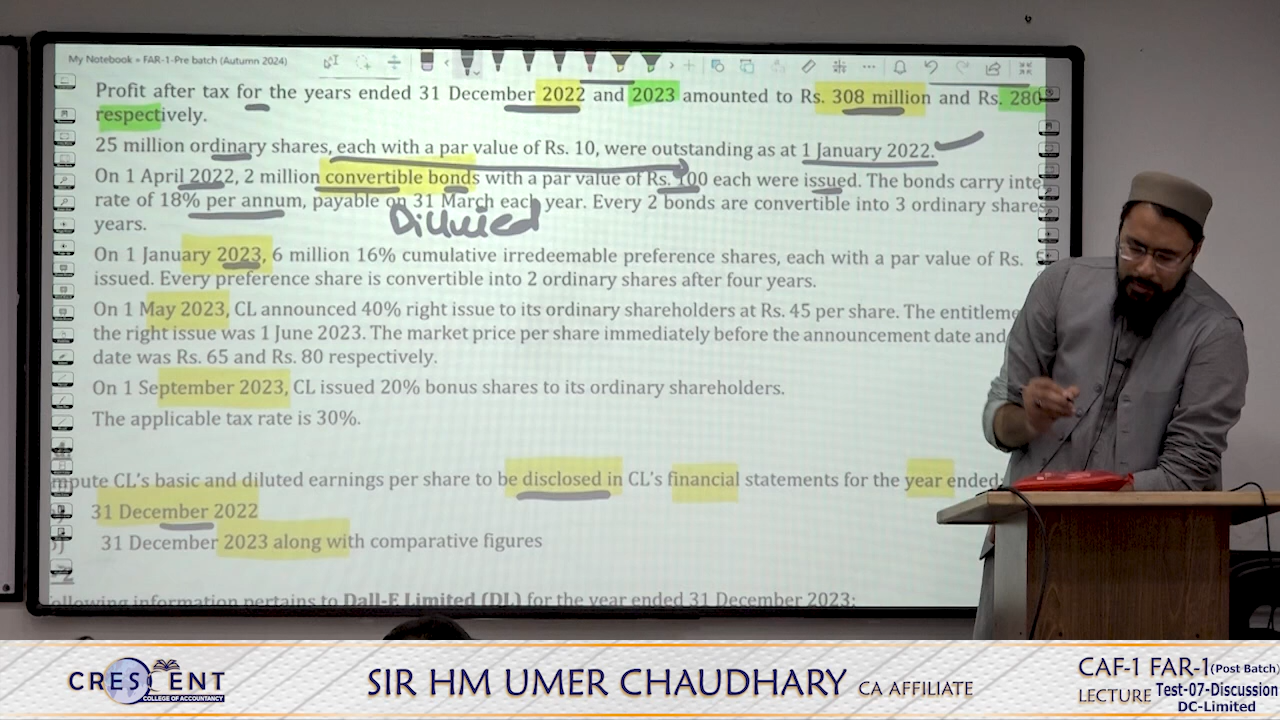 My Notebook » FAR-1-Pre batch (Autumn 2024)
Profit after tax for the years ended 31 December 2022 and 2023 amounted to Rs. 308 million and Rs. 280
respectively.
25 million ordinary shares, each with a par value of Rs. 10, were outstanding as at 1 January 2022.
On 1 April 2022, 2 million convertible bonds with a par value of Rs. 100 each were issued. The bonds carry inte
rate of 18% per annum, payable on 31 March each year. Every 2 bonds are convertible into 3 ordinary shares
Diluied
years.
On 1 January 2023, 6 million 16% cumulative irredeemable preference shares, each with a par value of Rs.
issued. Every preference share is convertible into 2 ordinary shares after four years.
On 1 May 2023, CL announced 40% right issue to its ordinary shareholders at Rs. 45 per share. The entitleme
the right issue was 1 June 2023. The market price per share immediately before the announcement date and
date was Rs. 65 and Rs. 80 respectively.
On 1 September 2023, CL issued 20% bonus shares to its ordinary shareholders.
The applicable tax rate is 30%.
mpute CL's basic and diluted earnings per share to be disclosed in CL's financial statements for the year ended:
31 December 2022
31 December 2023 along with comparative figures
ollowing information pertains to Dall-E Limited (DL) for the year ended 31 December 2023:
CRESCENT
COLLEGE OF ACCOUNTANCY
SIR HM UMER CHAUDHARY CA AFFILIATE
CAF-1 FAR-1 (Post Batch)
LECTURE Test-07-Discussion
DC-Limited